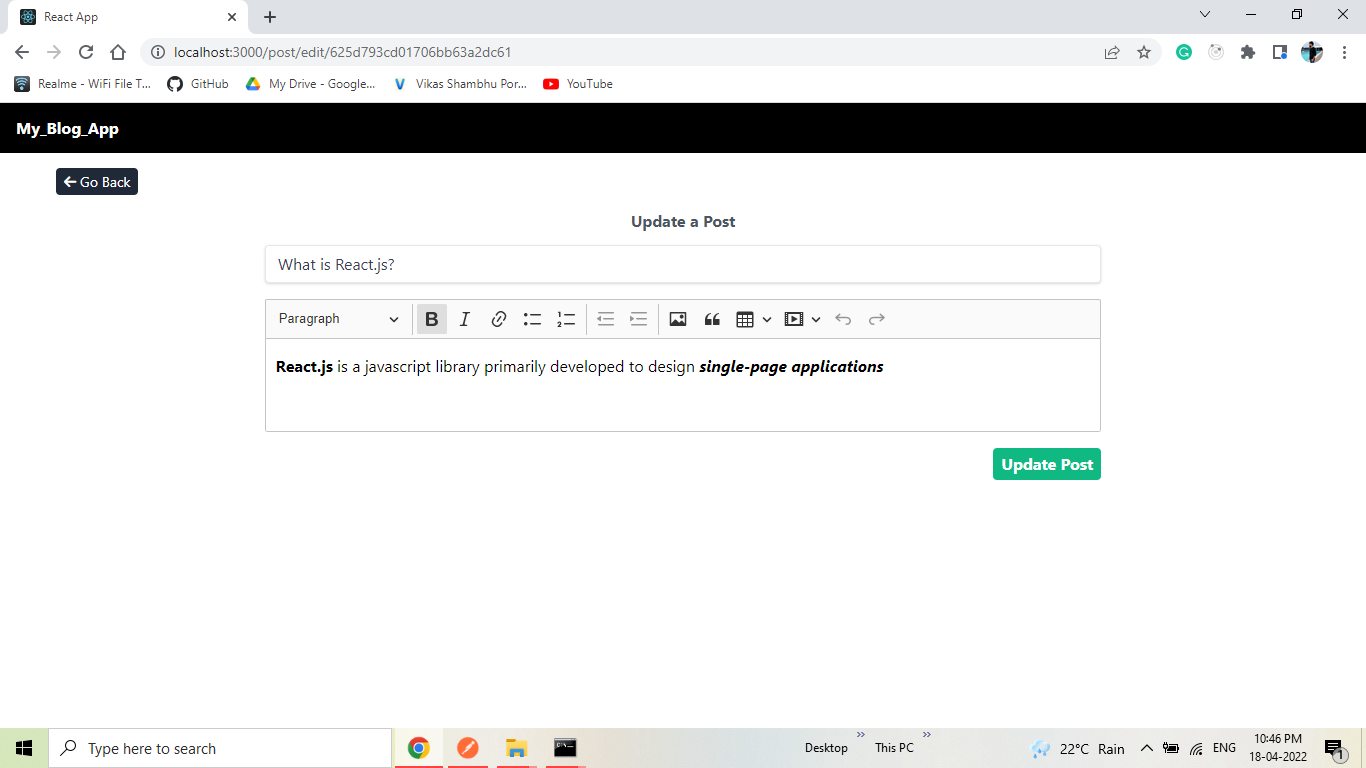 React App
localhost:3000/post/edit/625d793cd01706bb63a2dc61
Realme - WiFi File T... GitHub My Drive - Google... Vikas Shambhu Por... YouTube
My_Blog_App
Go Back
Update a Post
What is React.js?
Paragraph B I
React.js is a javascript library primarily developed to design single-page applications
Update Post
Type here to search Desktop This PC 22°C Rain ENG 10:46 PM
18-04-2022
1